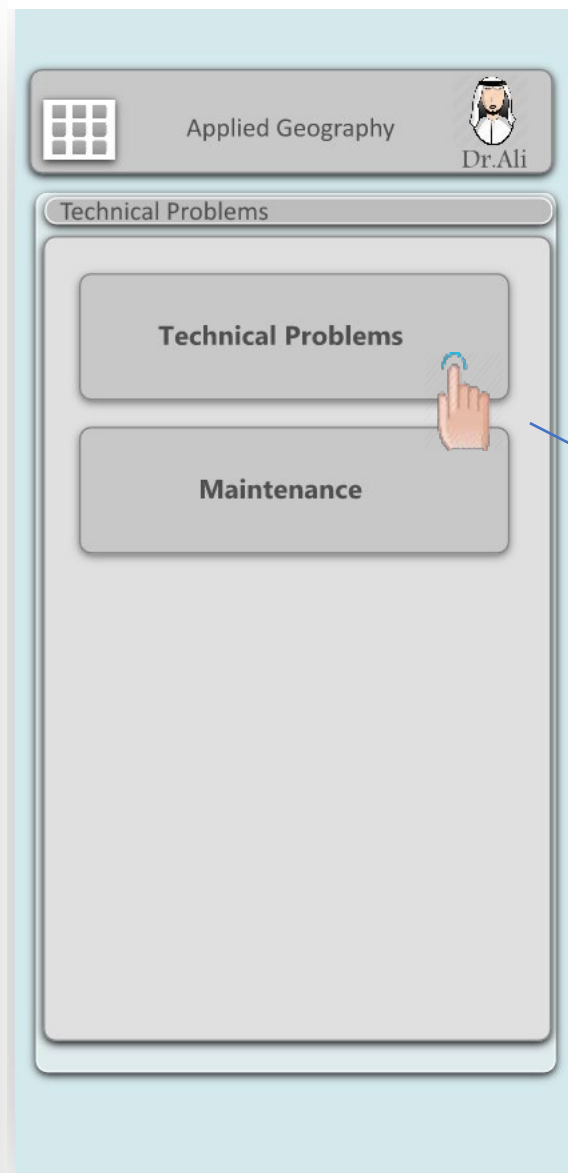 Applied Geography
Dr.Ali
Technical Problems
Technical Problems
Maintenance